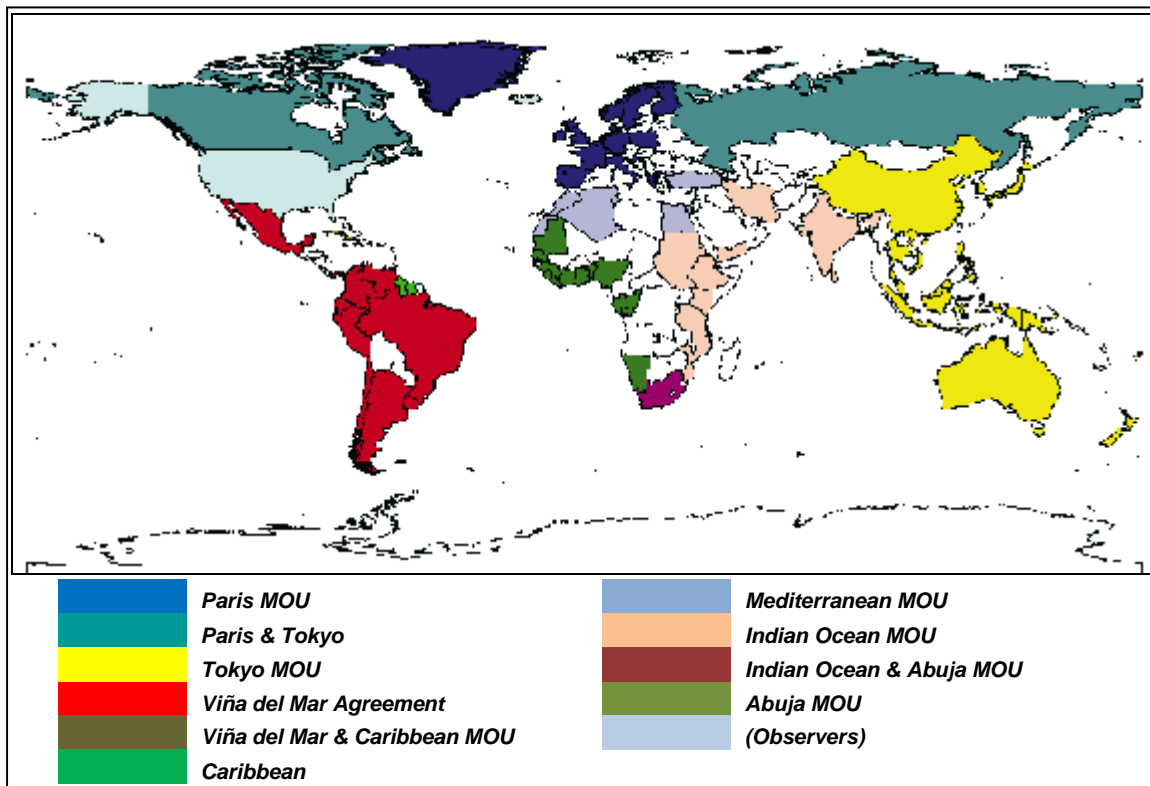 Paris MOU
Paris & Tokyo
Tokyo MOU
Viña del Mar Agreement
Viña del Mar & Caribbean MOU
Caribbean
Mediterranean MOU
Indian Ocean MOU
Indian Ocean & Abuja MOU
Abuja MOU
(Observers)